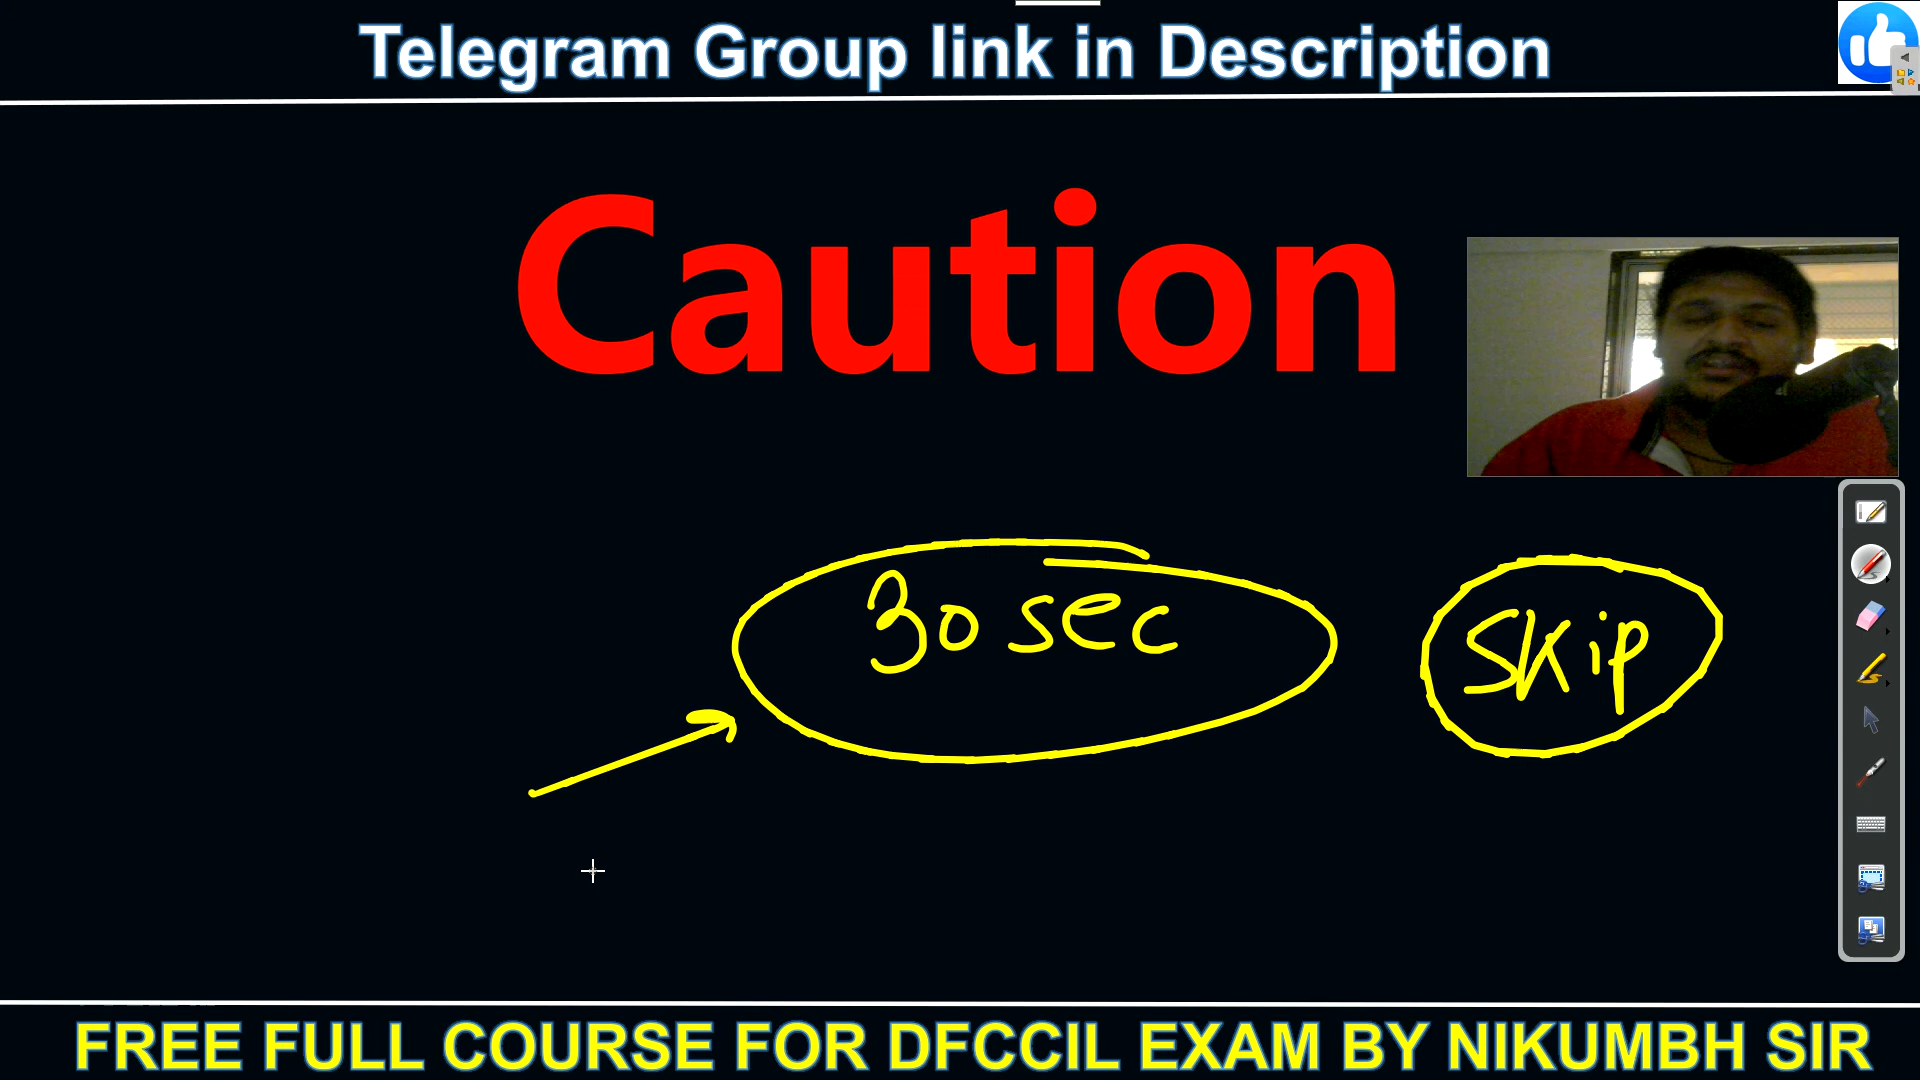 Telegram Group link in Description
Caution
30 sec
Skip
FREE FULL COURSE FOR DFCCIL EXAM BY NIKUMBH SIR